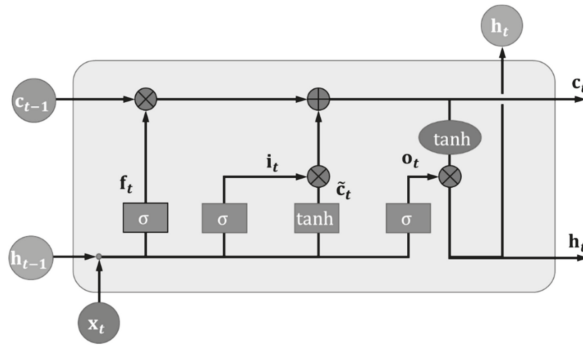 h_t
c_{t-1}
c_t
tanh
i_t
o_t
f_t
c̃_t
σ
σ
tanh
σ
h_{t-1}
h_t
x_t